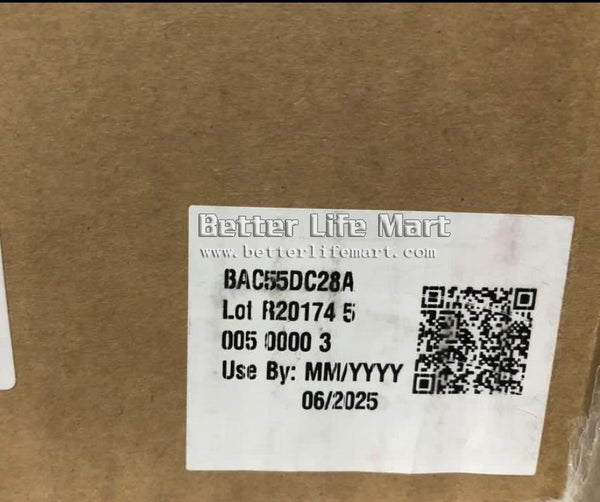 Better Life Mart
www.betterlifemart.com
BAC55DC28A
Lot R20174 5
005 0000 3
Use By: MM/YYYY
06/2025